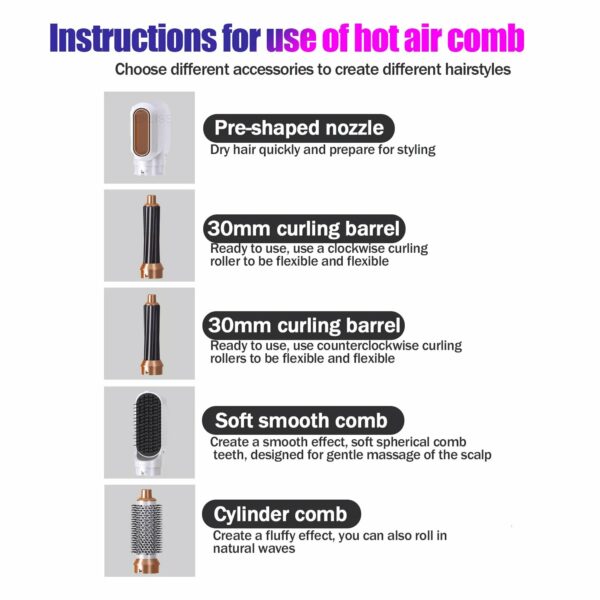 Instructions for use of hot air comb
Choose different accessories to create different hairstyles
Pre-shaped nozzle
Dry hair quickly and prepare for styling
30mm curling barrel
Ready to use, use a clockwise curling
roller to be flexible and flexible
30mm curling barrel
Ready to use, use counterclockwise curling
rollers to be flexible and flexible
Soft smooth comb
Create a smooth effect, soft spherical comb
teeth, designed for gentle massage of the scalp
Cylinder comb
Create a fluffy effect, you can also roll in
natural waves